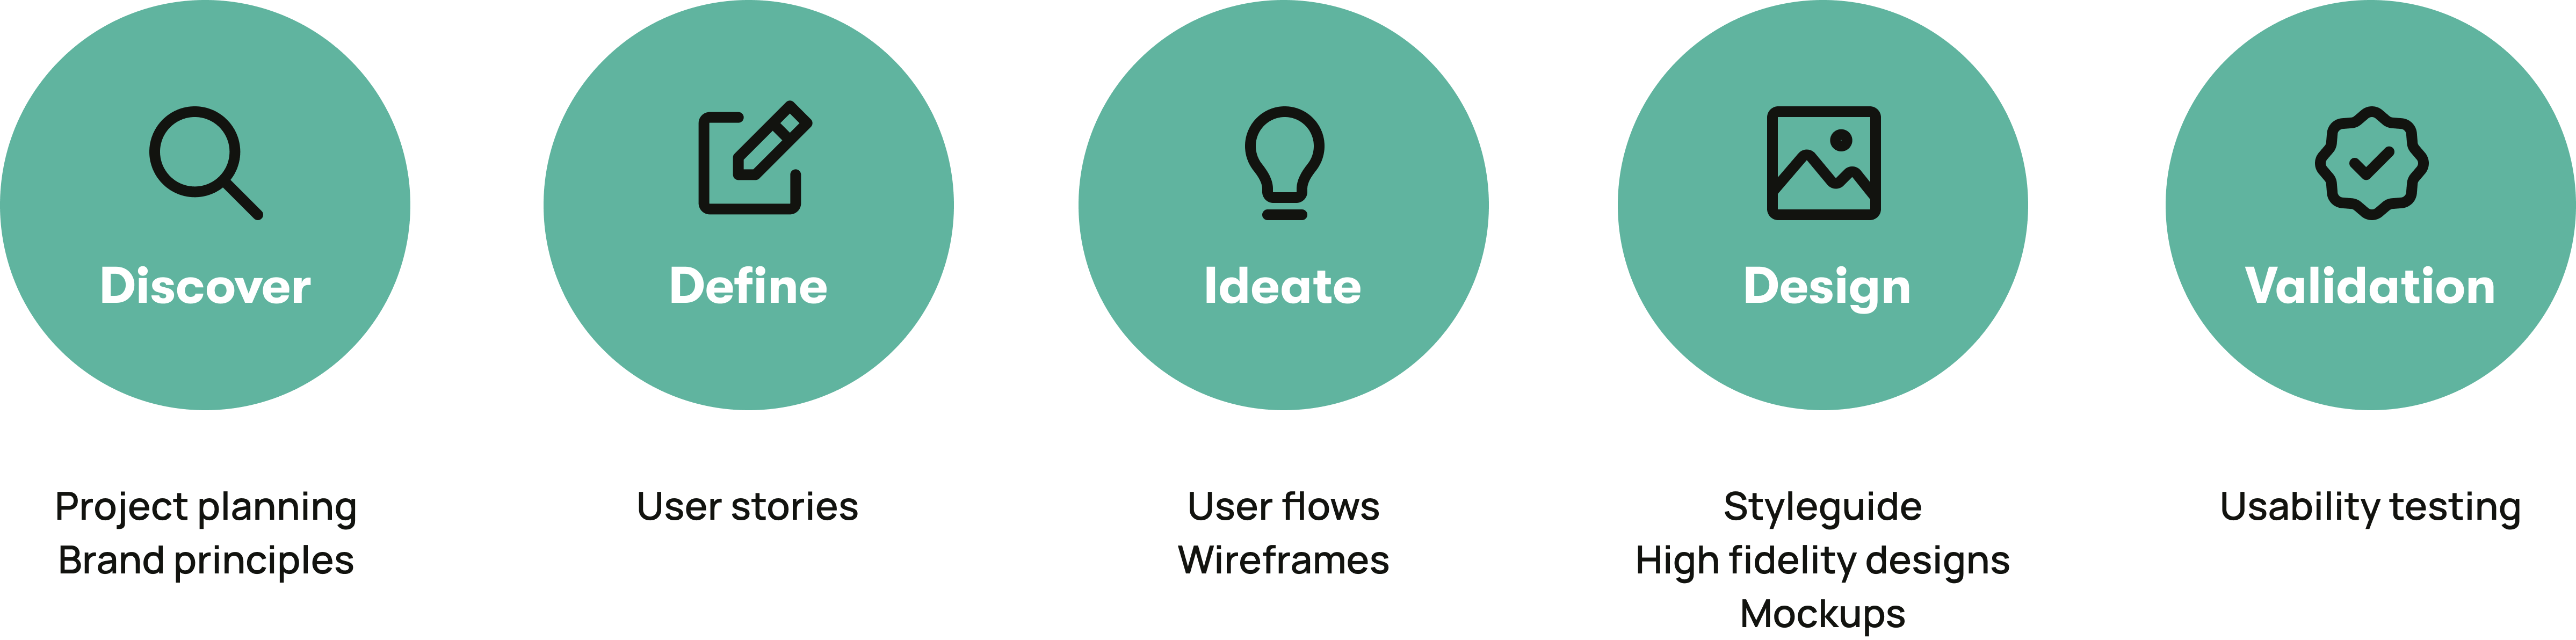 Discover
Project planning
Brand principles
Define
User stories
Ideate
User flows
Wireframes
Design
Styleguide
High fidelity designs
Mockups
Validation
Usability testing